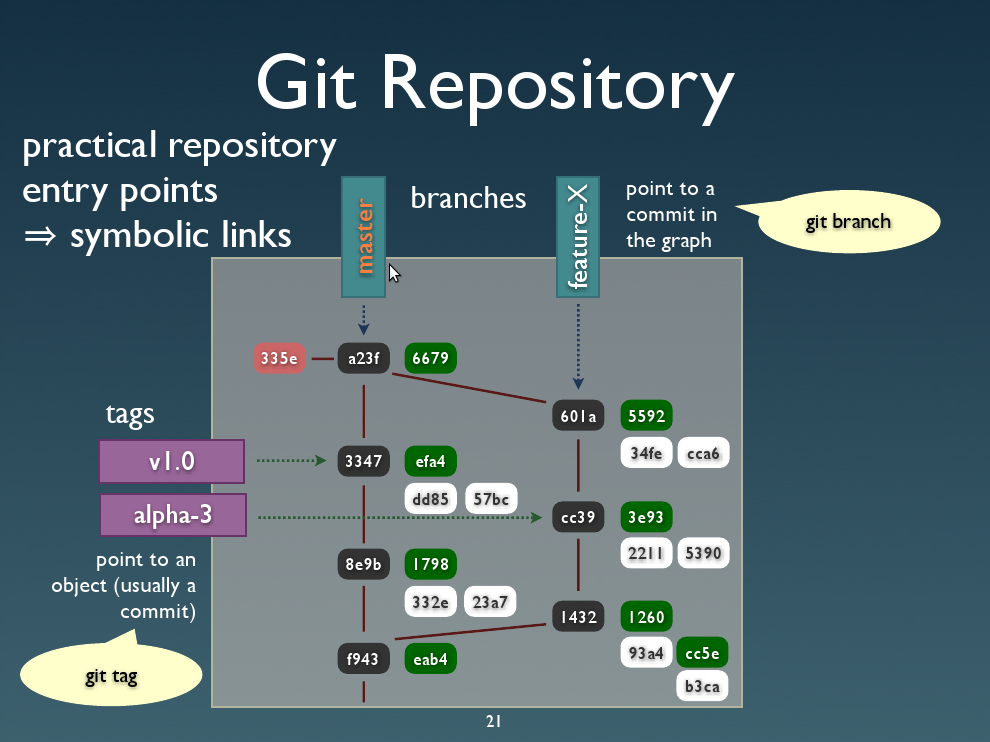 Git Repository
practical repository
entry points
⇒ symbolic links
master
branches
feature-X
point to a
commit in
the graph
git branch
335e
a23f
6679
601a
5592
34fe
cca6
tags
v1.0
3347
efa4
dd85
57bc
alpha-3
cc39
3e93
2211
5390
point to an
object (usually a
commit)
8e9b
1798
332e
23a7
1432
1260
93a4
cc5e
b3ca
f943
eab4
git tag
21